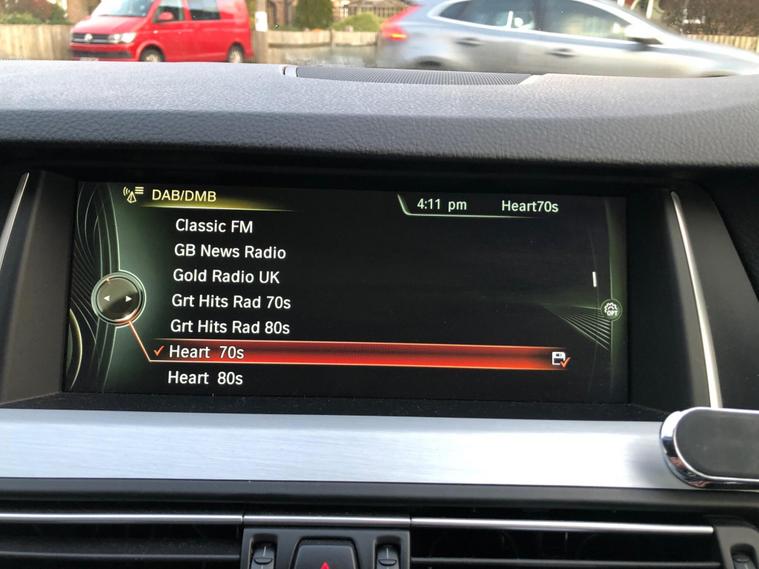 DAB/DMB
4:11 pm Heart70s
Classic FM
GB News Radio
Gold Radio UK
Grt Hits Rad 70s
Grt Hits Rad 80s
Heart 70s
Heart 80s
OPT